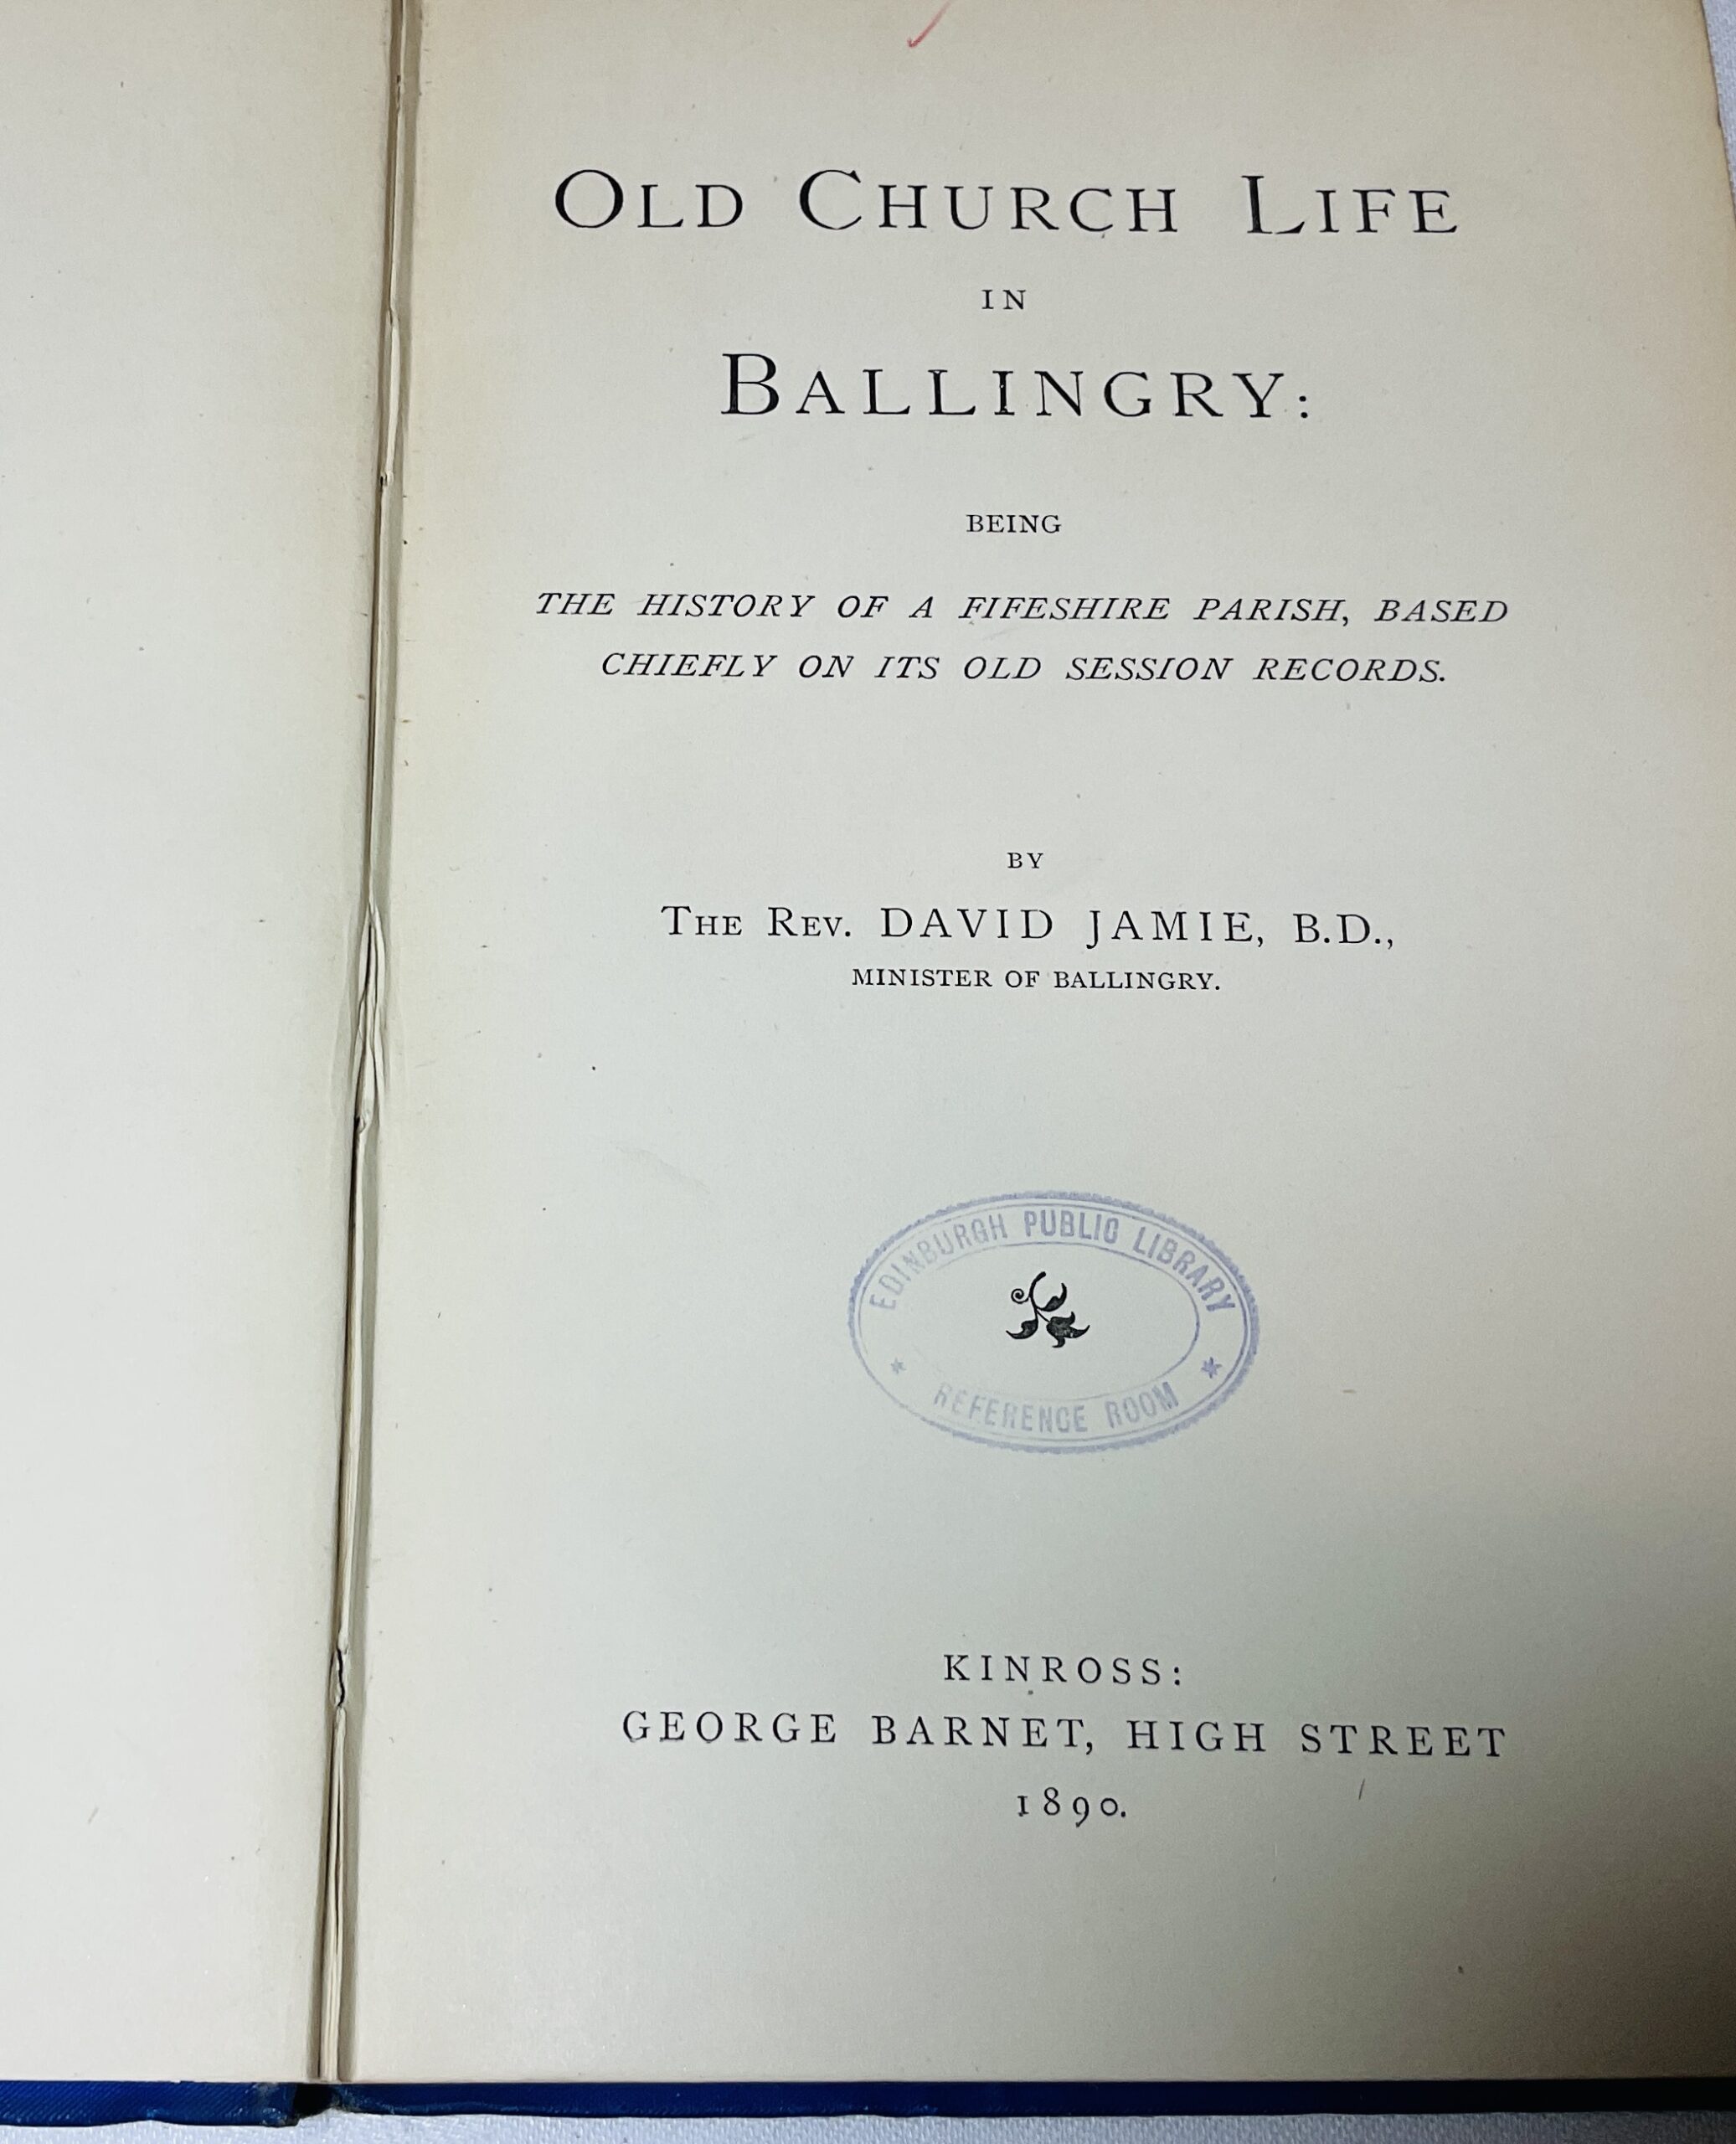 OLD CHURCH LIFE
IN
BALLINGRY:
BEING
THE HISTORY OF A FIFESHIRE PARISH, BASED
CHIEFLY ON ITS OLD SESSION RECORDS.
BY
THE REV. DAVID JAMIE, B.D.,
MINISTER OF BALLINGRY.
EDINBURGH PUBLIC LIBRARY
* REFERENCE ROOM *
KINROSS:
GEORGE BARNET, HIGH STREET
1890.